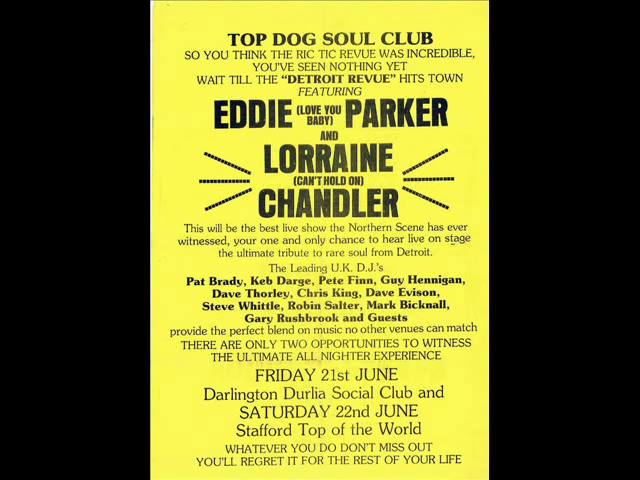 TOP DOG SOUL CLUB
SO YOU THINK THE RIC TIC REVUE WAS INCREDIBLE,
YOU'VE SEEN NOTHING YET
WAIT TILL THE "DETROIT REVUE" HITS TOWN
FEATURING
EDDIE (LOVE YOU BABY) PARKER
AND
LORRAINE
(CAN'T HOLD ON)
CHANDLER
This will be the best live show the Northern Scene has ever
witnessed, your one and only chance to hear live on stage
the ultimate tribute to rare soul from Detroit.
The Leading U.K. D.J.'s
Pat Brady, Keb Darge, Pete Finn, Guy Hennigan,
Dave Thorley, Chris King, Dave Evison,
Steve Whittle, Robin Salter, Mark Bicknall,
Gary Rushbrook and Guests
provide the perfect blend on music no other venues can match
THERE ARE ONLY TWO OPPORTUNITIES TO WITNESS
THE ULTIMATE ALL NIGHTER EXPERIENCE
FRIDAY 21st JUNE
Darlington Durlia Social Club and
SATURDAY 22nd JUNE
Stafford Top of the World
WHATEVER YOU DO DON'T MISS OUT
YOU'LL REGRET IT FOR THE REST OF YOUR LIFE